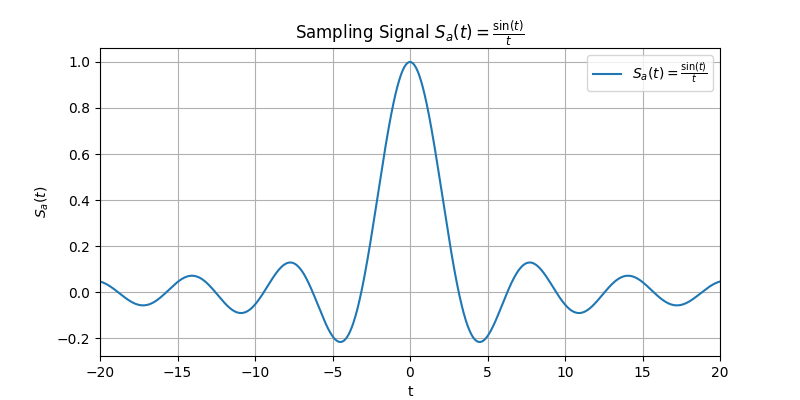 Sampling Signal $S_a(t) = \frac{\sin(t)}{t}$
$S_a(t) = \frac{\sin(t)}{t}$
1.0
0.8
0.6
0.4
0.2
0.0
−0.2
$S_a(t)$
−20 −15 −10 −5 0 5 10 15 20
t